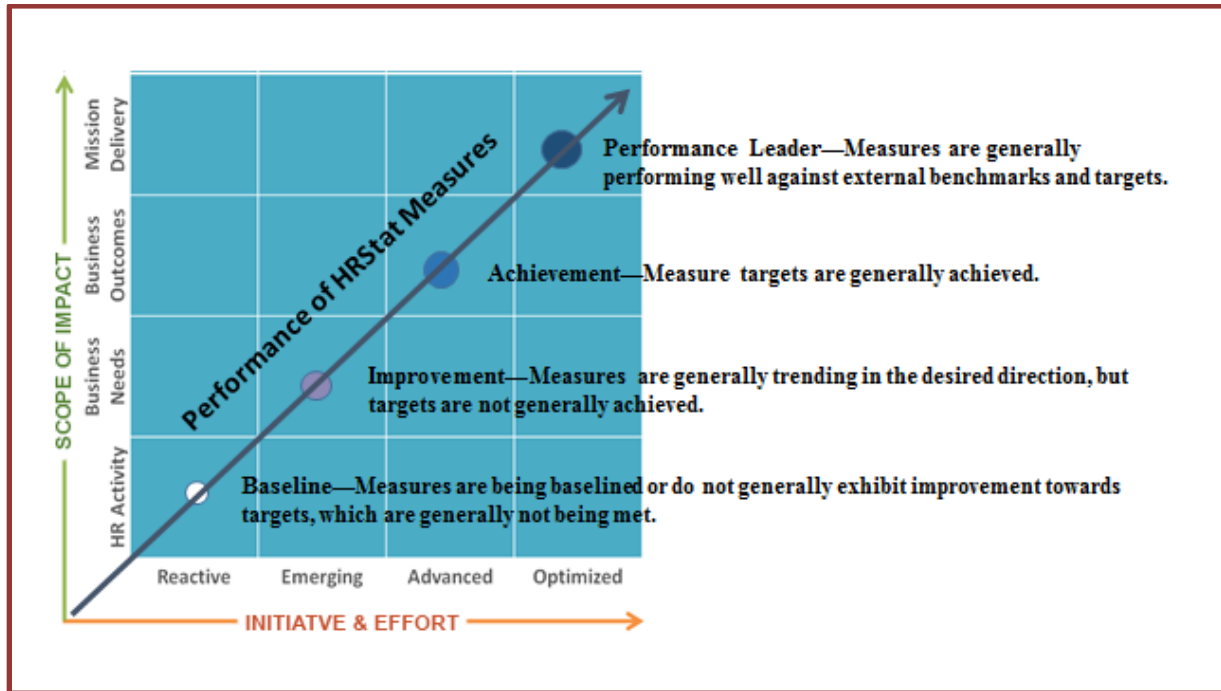 SCOPE OF IMPACT
Mission
Delivery
Business
Outcomes
Business
Needs
HR Activity
Performance of HRStat Measures
Performance Leader—Measures are generally
performing well against external benchmarks and targets.
Achievement—Measure targets are generally achieved.
Improvement—Measures are generally trending in the desired direction, but
targets are not generally achieved.
Baseline—Measures are being baselined or do not generally exhibit improvement towards
targets, which are generally not being met.
Reactive Emerging Advanced Optimized
INITIATVE & EFFORT